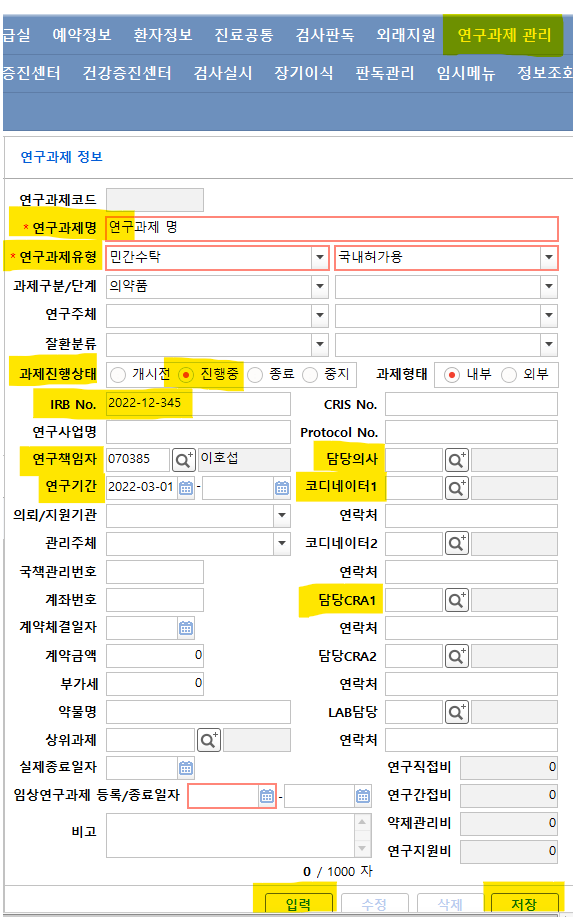 급실 예약정보 환자정보 진료공통 검사판독 외래지원 연구과제 관리
증진센터 건강증진센터 검사실시 장기이식 판독관리 임시메뉴 정보조회
연구과제 정보
연구과제코드
* 연구과제명 연구과제 명
* 연구과제유형 민간수탁 국내허가용
과제구분/단계 의약품
연구주체
질환분류
과제진행상태 개시전 진행중 종료 중지 과제형태 내부 외부
IRB No. 2022-12-345 CRIS No.
연구사업명 Protocol No.
연구책임자 070385 이호섭 담당의사
연구기간 2022-03-01 - 코디네이터1
의뢰/지원기관 연락처
관리주체 코디네이터2
국책관리번호 연락처
계좌번호 담당CRA1
계약체결일자 연락처
계약금액 0 담당CRA2
부가세 0 연락처
약물명 LAB담당
상위과제 연락처
실제종료일자 연구직접비 0
임상연구과제 등록/종료일자 - 연구간접비 0
비고 약제관리비 0
연구지원비 0
0 / 1000 자
입력 수정 삭제 저장